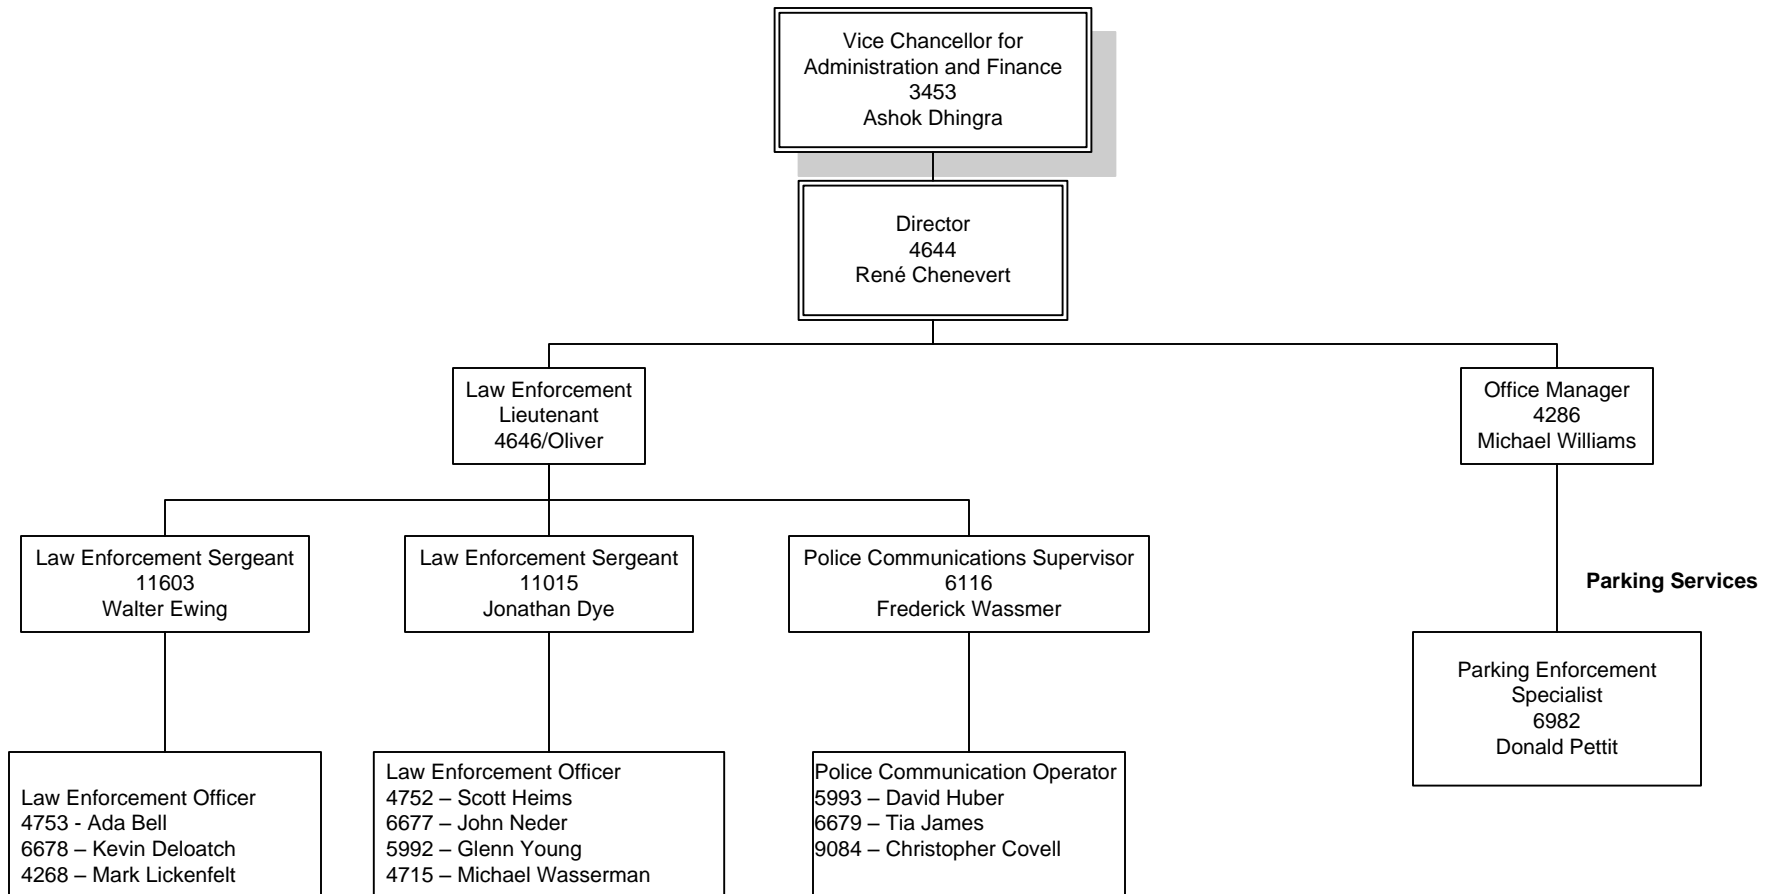 Vice Chancellor for
Administration and Finance
3453
Ashok Dhingra
Director
4644
René Chenevert
Law Enforcement
Lieutenant
4646/Oliver
Office Manager
4286
Michael Williams
Law Enforcement Sergeant
11603
Walter Ewing
Law Enforcement Sergeant
11015
Jonathan Dye
Police Communications Supervisor
6116
Frederick Wassmer
Parking Services
Parking Enforcement
Specialist
6982
Donald Pettit
Law Enforcement Officer
4753 - Ada Bell
6678 – Kevin Deloatch
4268 – Mark Lickenfelt
Law Enforcement Officer
4752 – Scott Heims
6677 – John Neder
5992 – Glenn Young
4715 – Michael Wasserman
Police Communication Operator
5993 – David Huber
6679 – Tia James
9084 – Christopher Covell